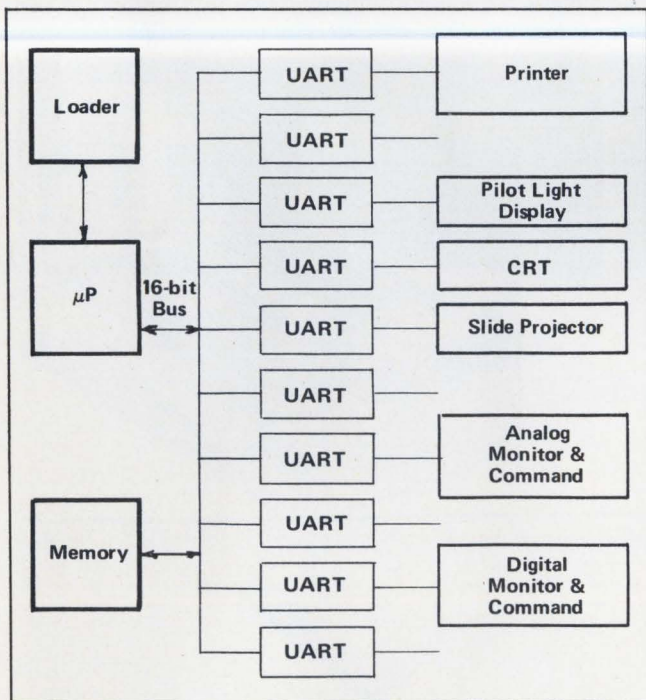 Loader
μP
16-bit
Bus
Memory
UART
UART
UART
UART
UART
UART
UART
UART
UART
UART
Printer
Pilot Light
Display
CRT
Slide Projector
Analog
Monitor &
Command
Digital
Monitor &
Command